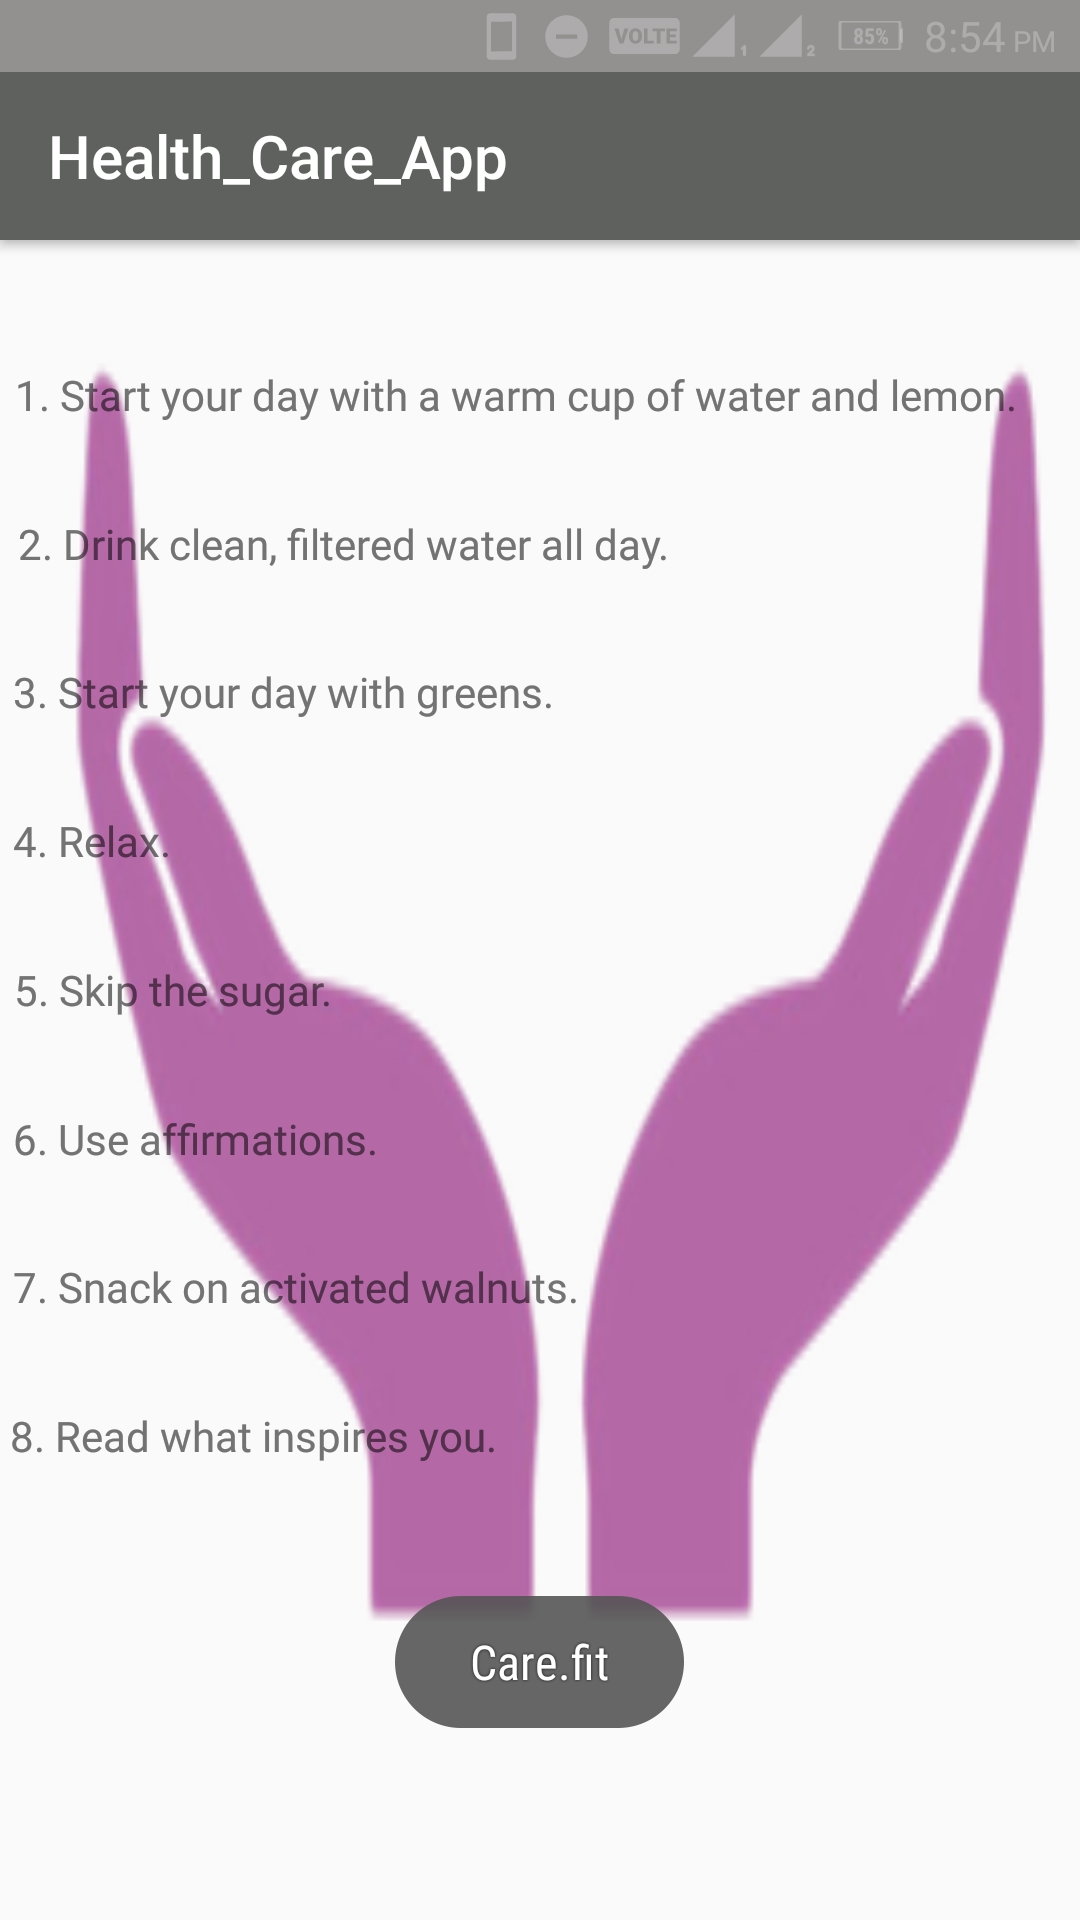 VOLTE 1 2 85% 8:54 PM
Health_Care_App
1. Start your day with a warm cup of water and lemon.
2. Drink clean, filtered water all day.
3. Start your day with greens.
4. Relax.
5. Skip the sugar.
6. Use affirmations.
7. Snack on activated walnuts.
8. Read what inspires you.
Care.fit